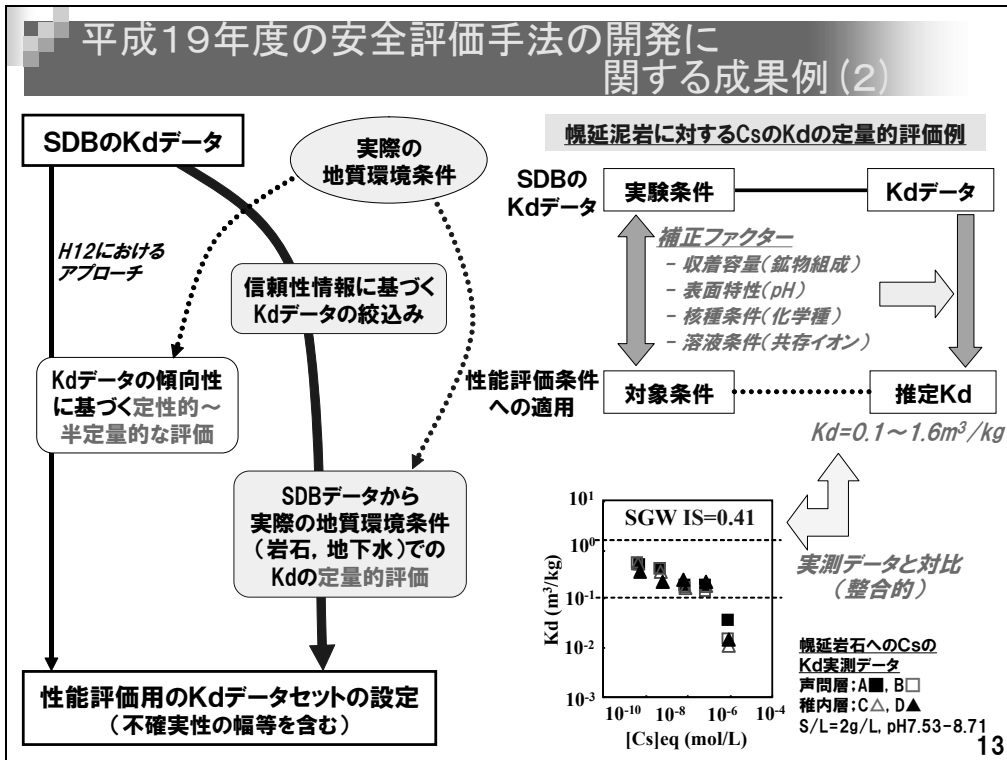 平成19年度の安全評価手法の開発に
関する成果例(2)
SDBのKdデータ
実際の
地質環境条件
H12における
アプローチ
信頼性情報に基づく
Kdデータの絞込み
Kdデータの傾向性
に基づく定性的～
半定量的な評価
SDBデータから
実際の地質環境条件
（岩石，地下水）での
Kdの定量的評価
性能評価用のKdデータセットの設定
（不確実性の幅等を含む）
幌延泥岩に対するCsのKdの定量的評価例
SDBの
Kdデータ
実験条件
Kdデータ
補正ファクター
- 収着容量（鉱物組成）
- 表面特性（pH）
- 核種条件（化学種）
- 溶液条件（共存イオン）
性能評価条件
への適用
対象条件
推定Kd
Kd=0.1～1.6m³/kg
SGW IS=0.41
Kd (m³/kg)
10¹
10⁰
10⁻¹
10⁻²
10⁻³
10⁻¹⁰ 10⁻⁸ 10⁻⁶ 10⁻⁴
[Cs]eq (mol/L)
実測データと対比
（整合的）
幌延岩石へのCsの
Kd実測データ
声問層；A■, B□
稚内層；C△, D▲
S/L=2g/L, pH7.53-8.71
13